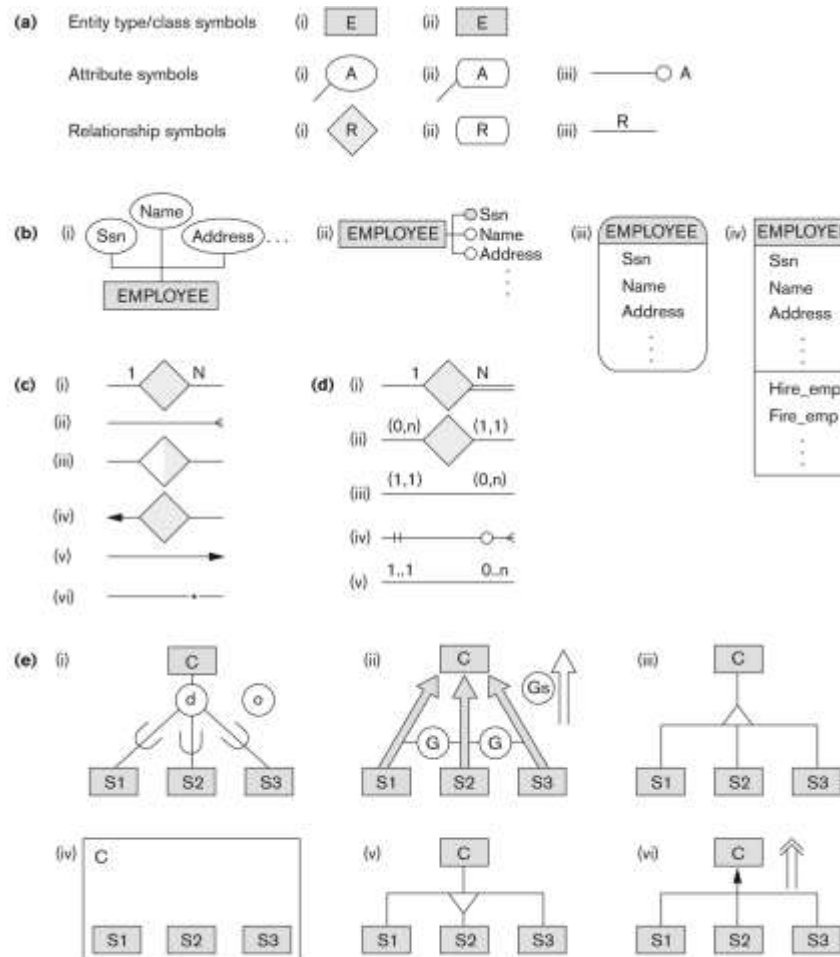 (a) Entity type/class symbols (i) E (ii) E
Attribute symbols (i) A (ii) A (iii) A
Relationship symbols (i) R (ii) R (iii) R
(b) (i) Ssn Name Address . . .
EMPLOYEE
(ii) EMPLOYEE Ssn
Name
Address
(iii) EMPLOYEE
Ssn
Name
Address
(iv) EMPLOYEE
Ssn
Name
Address
Hire_emp
Fire_emp
(c) (i) 1 N
(ii)
(iii)
(iv)
(v)
(vi)
(d) (i) 1 N
(ii) (0,n) (1,1)
(iii) (1,1) (0,n)
(iv)
(v) 1..1 0..n
(e) (i) C
d o
S1 S2 S3
(ii) C
Gs
G G
S1 S2 S3
(iii) C
S1 S2 S3
(iv) C
S1 S2 S3
(v) C
S1 S2 S3
(vi) C
S1 S2 S3